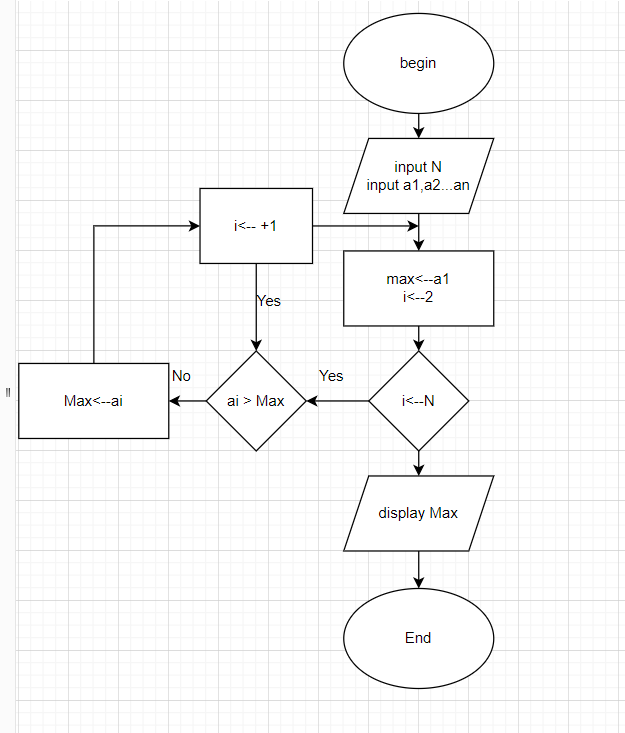 begin
input N
input a1,a2...an
i<-- +1
max<--a1
i<--2
Yes
No
Yes
Max<--ai
ai > Max
i<--N
display Max
End